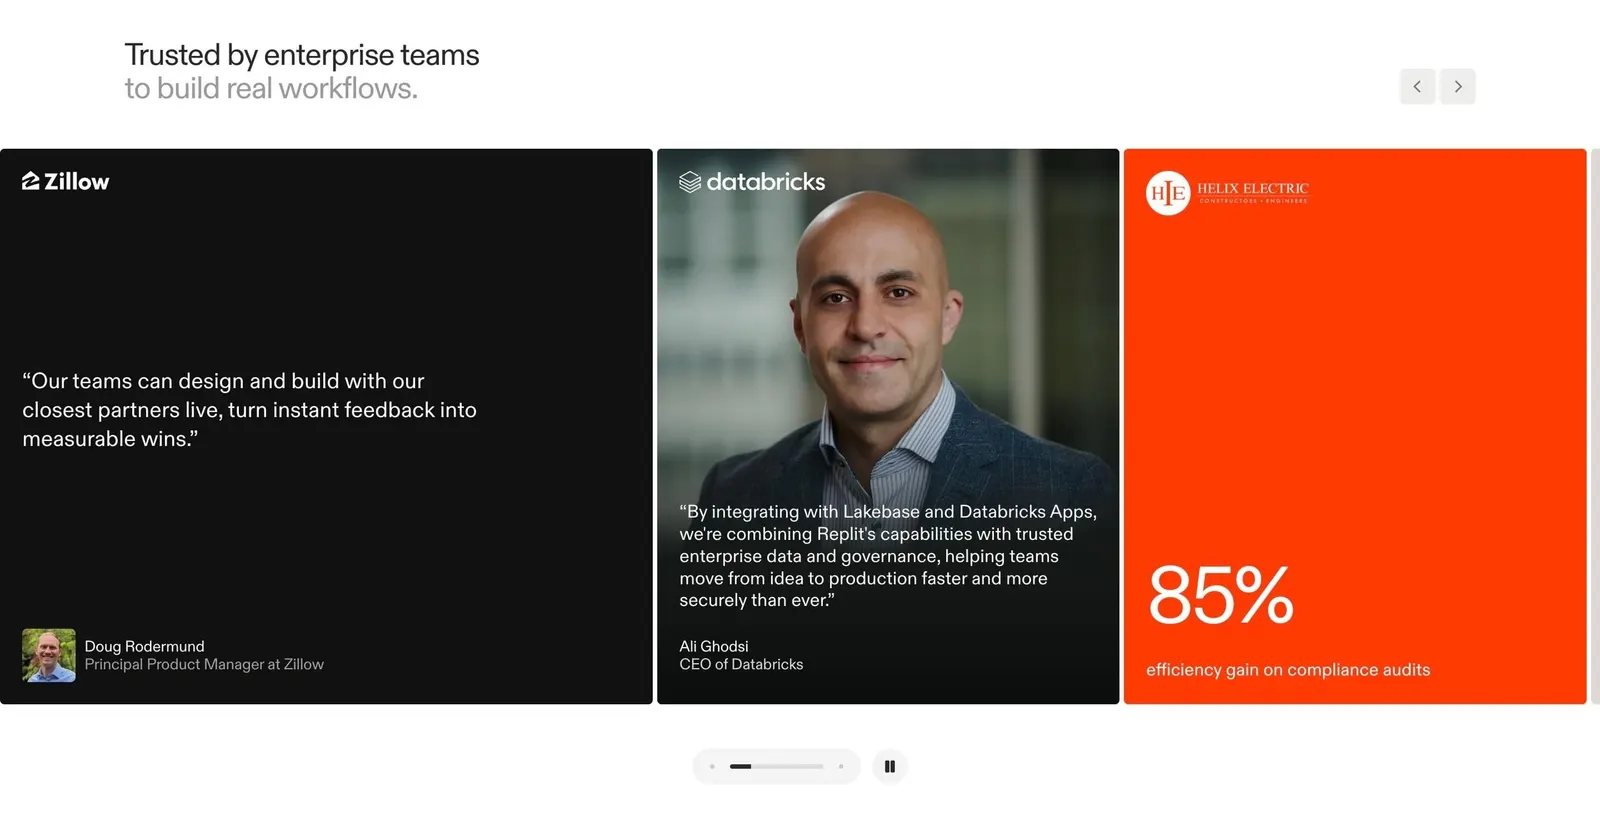 Trusted by enterprise teams
to build real workflows.
Zillow
“Our teams can design and build with our
closest partners live, turn instant feedback into
measurable wins.”
Doug Rodermund
Principal Product Manager at Zillow
databricks
“By integrating with Lakebase and Databricks Apps,
we're combining Replit's capabilities with trusted
enterprise data and governance, helping teams
move from idea to production faster and more
securely than ever.”
Ali Ghodsi
CEO of Databricks
HIE
HELIX ELECTRIC
CONSTRUCTORS • ENGINEERS
85%
efficiency gain on compliance audits